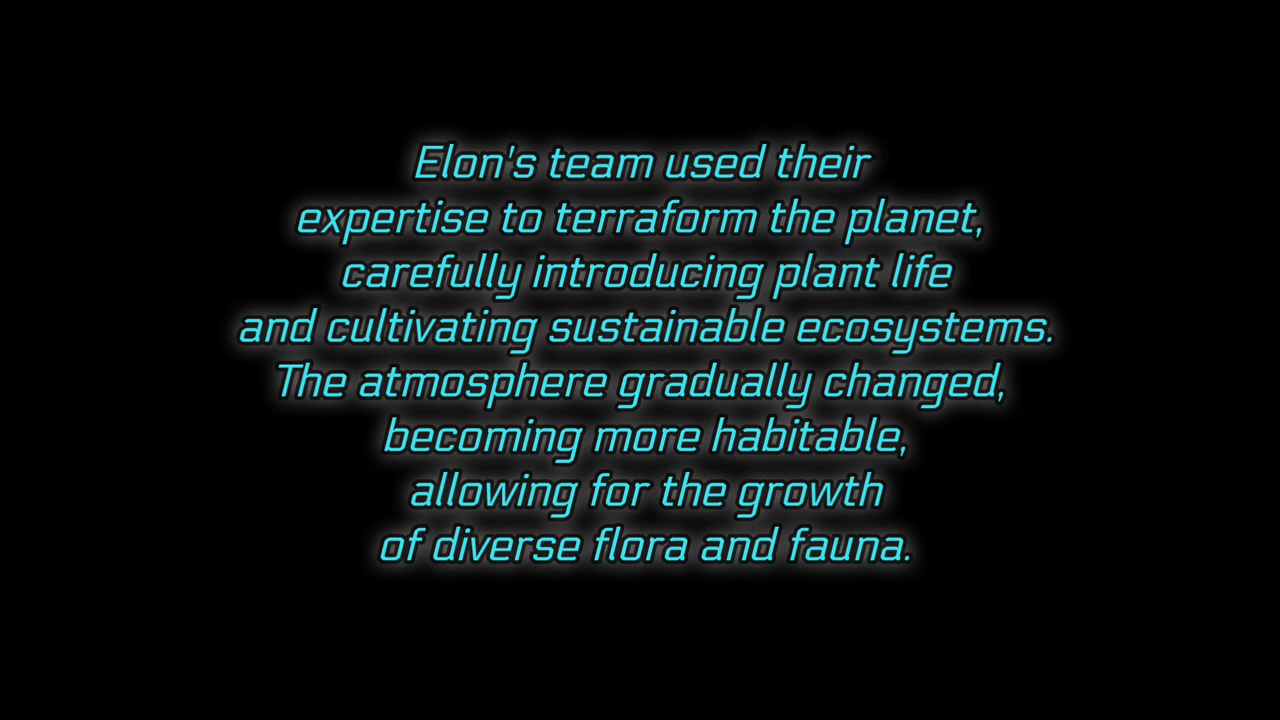 Elon's team used their
expertise to terraform the planet,
carefully introducing plant life
and cultivating sustainable ecosystems.
The atmosphere gradually changed,
becoming more habitable,
allowing for the growth
of diverse flora and fauna.